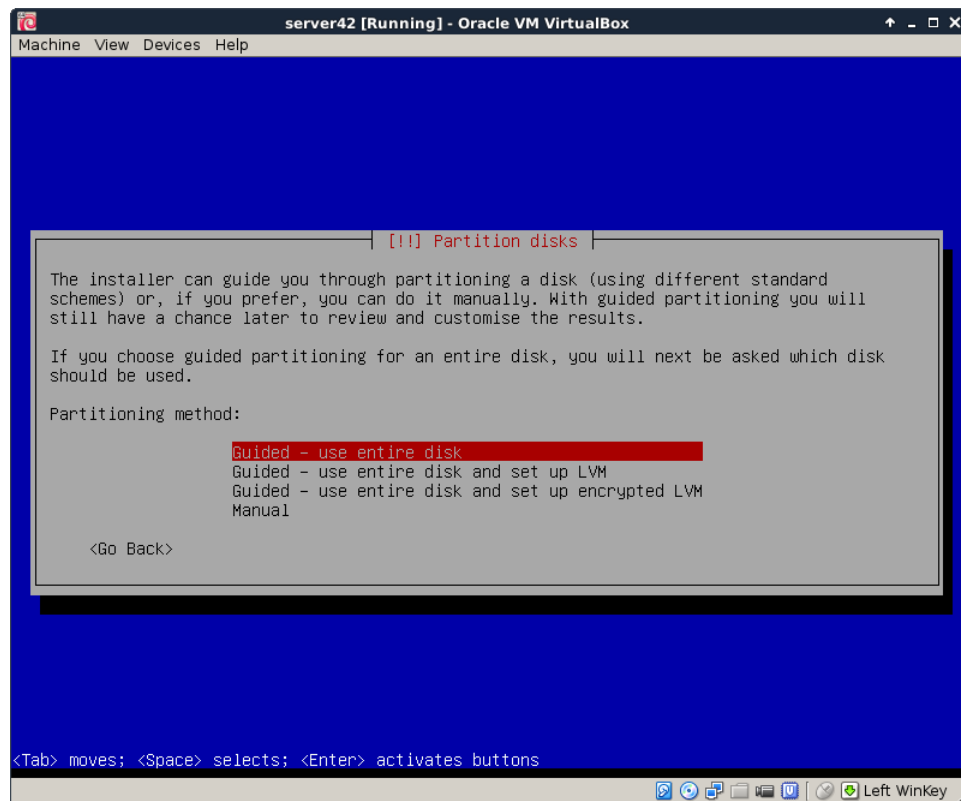 server42 [Running] - Oracle VM VirtualBox
Machine View Devices Help
[!!] Partition disks
The installer can guide you through partitioning a disk (using different standard
schemes) or, if you prefer, you can do it manually. With guided partitioning you will
still have a chance later to review and customise the results.
If you choose guided partitioning for an entire disk, you will next be asked which disk
should be used.
Partitioning method:
Guided - use entire disk
Guided - use entire disk and set up LVM
Guided - use entire disk and set up encrypted LVM
Manual
<Go Back>
<Tab> moves; <Space> selects; <Enter> activates buttons
Left WinKey